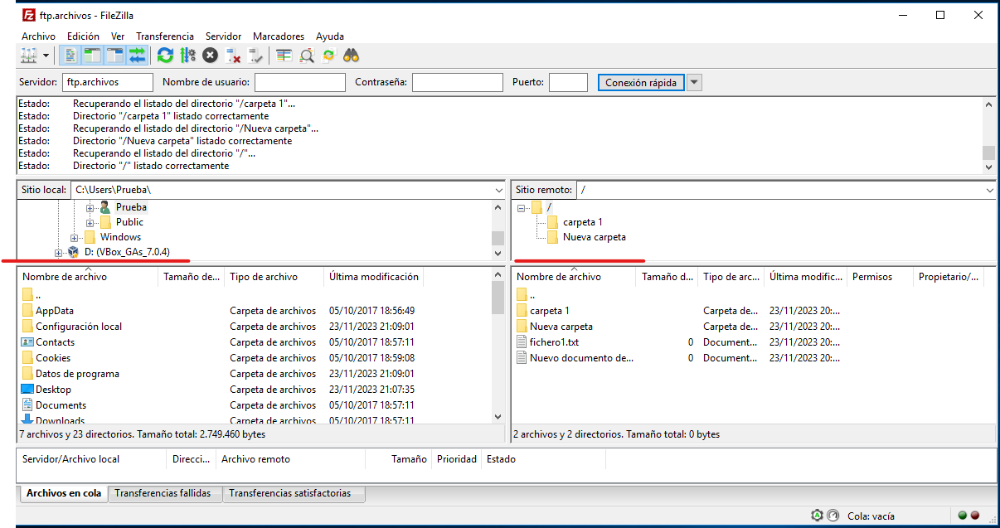 ftp.archivos - FileZilla
Archivo Edición Ver Transferencia Servidor Marcadores Ayuda
Servidor: ftp.archivos Nombre de usuario: Contraseña: Puerto: Conexión rápida
Estado: Recuperando el listado del directorio "/carpeta 1"...
Estado: Directorio "/carpeta 1" listado correctamente
Estado: Recuperando el listado del directorio "/Nueva carpeta"...
Estado: Directorio "/Nueva carpeta" listado correctamente
Estado: Recuperando el listado del directorio "/"...
Estado: Directorio "/" listado correctamente
Sitio local: C:\Users\Prueba\
Prueba
Public
Windows
D: (VBox_GAs_7.0.4)
Nombre de archivo Tamaño de... Tipo de archivo Última modificación
..
AppData Carpeta de archivos 05/10/2017 18:56:49
Configuración local Carpeta de archivos 23/11/2023 21:09:01
Contacts Carpeta de archivos 05/10/2017 18:57:11
Cookies Carpeta de archivos 05/10/2017 18:59:08
Datos de programa Carpeta de archivos 23/11/2023 21:09:01
Desktop Carpeta de archivos 23/11/2023 21:07:35
Documents Carpeta de archivos 05/10/2017 18:57:11
Downloads Carpeta de archivos 05/10/2017 18:57:11
7 archivos y 23 directorios. Tamaño total: 2.749.460 bytes
Sitio remoto: /
/
carpeta 1
Nueva carpeta
Nombre de archivo Tamaño d... Tipo de arc... Última modific... Permisos Propietario/...
..
carpeta 1 Carpeta de... 23/11/2023 20:...
Nueva carpeta Carpeta de... 23/11/2023 20:...
fichero1.txt 0 Document... 23/11/2023 20:...
Nuevo documento de... 0 Document... 23/11/2023 20:...
2 archivos y 2 directorios. Tamaño total: 0 bytes
Servidor/Archivo local Direcci... Archivo remoto Tamaño Prioridad Estado
Archivos en cola Transferencias fallidas Transferencias satisfactorias
Cola: vacía